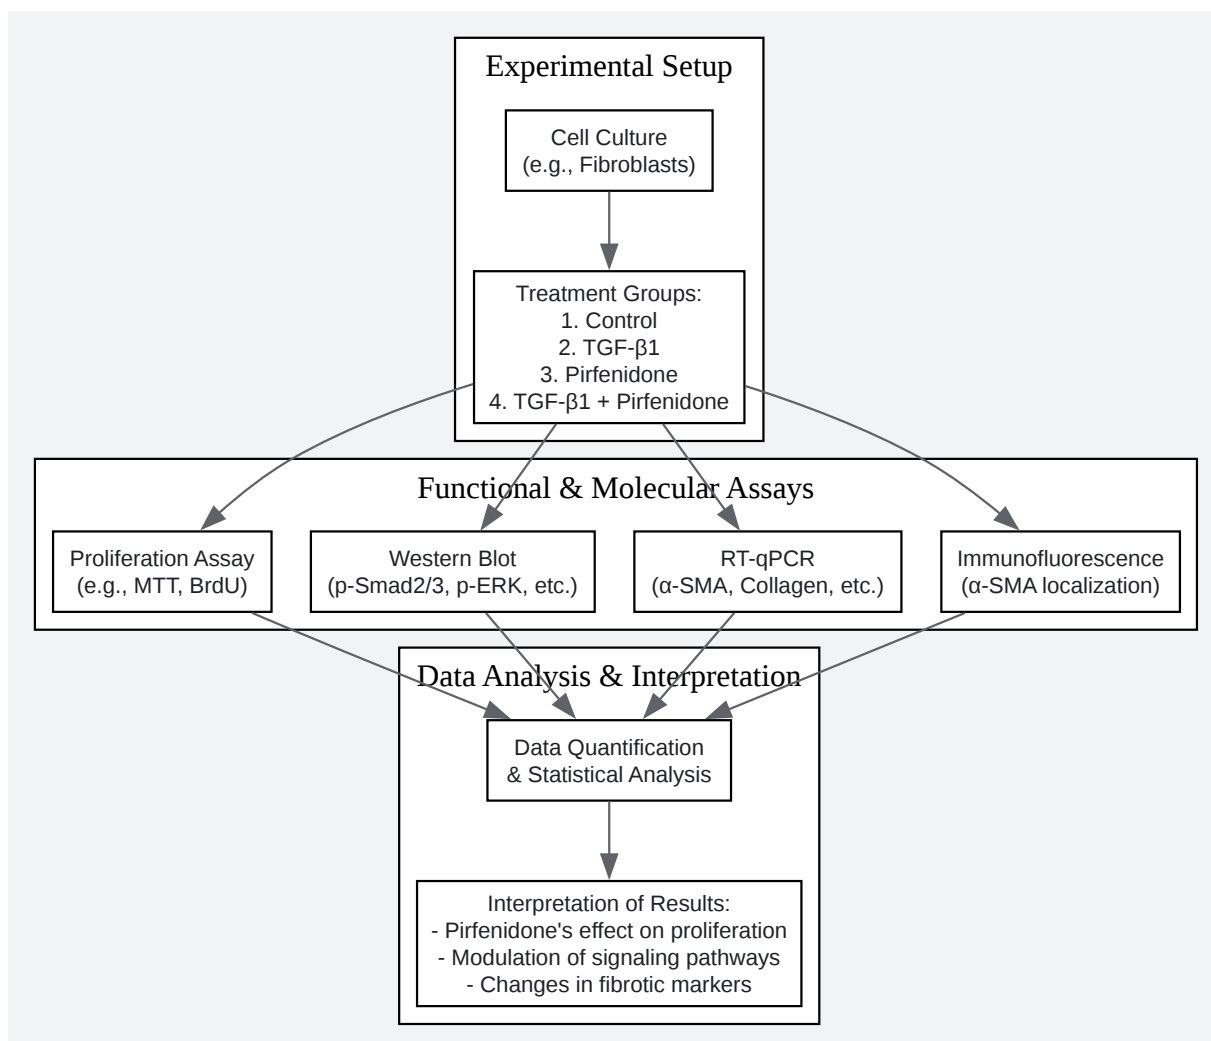 Experimental Setup
Cell Culture
(e.g., Fibroblasts)
Treatment Groups:
1. Control
2. TGF-β1
3. Pirfenidone
4. TGF-β1 + Pirfenidone
Functional & Molecular Assays
Proliferation Assay
(e.g., MTT, BrdU)
Western Blot
(p-Smad2/3, p-ERK, etc.)
RT-qPCR
(α-SMA, Collagen, etc.)
Immunofluorescence
(α-SMA localization)
Data Analysis & Interpretation
Data Quantification
& Statistical Analysis
Interpretation of Results:
- Pirfenidone's effect on proliferation
- Modulation of signaling pathways
- Changes in fibrotic markers